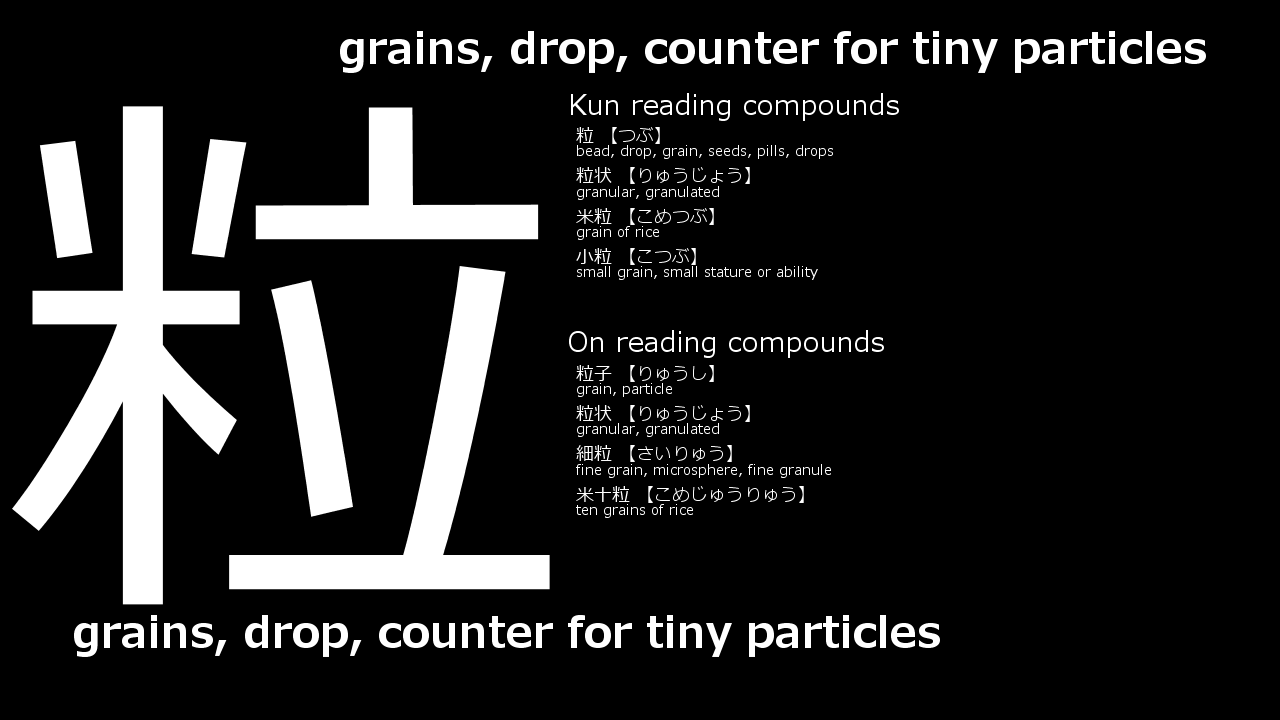 grains, drop, counter for tiny particles
粒
Kun reading compounds
粒 【つぶ】
bead, drop, grain, seeds, pills, drops
粒状 【りゅうじょう】
granular, granulated
米粒 【こめつぶ】
grain of rice
小粒 【こつぶ】
small grain, small stature or ability
On reading compounds
粒子 【りゅうし】
grain, particle
粒状 【りゅうじょう】
granular, granulated
細粒 【さいりゅう】
fine grain, microsphere, fine granule
米十粒 【こめじゅうりゅう】
ten grains of rice
grains, drop, counter for tiny particles